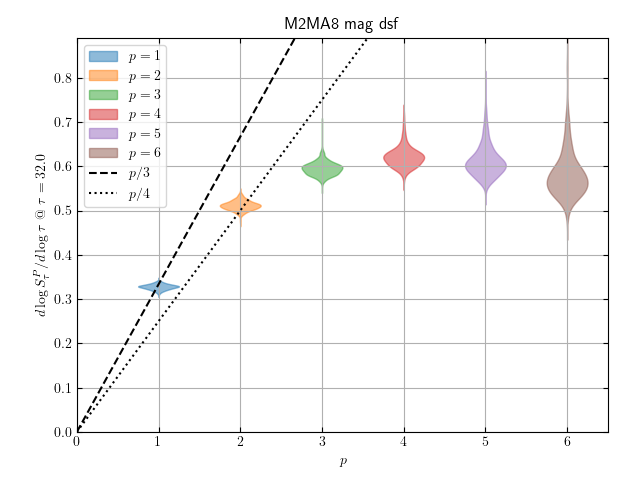 M2MA8 mag dsf
p = 1
p = 2
p = 3
p = 4
p = 5
p = 6
p/3
p/4
d log S_τ^P / d log τ @ τ = 32.0
0.8
0.7
0.6
0.5
0.4
0.3
0.2
0.1
0.0
0 1 2 3 4 5 6
p